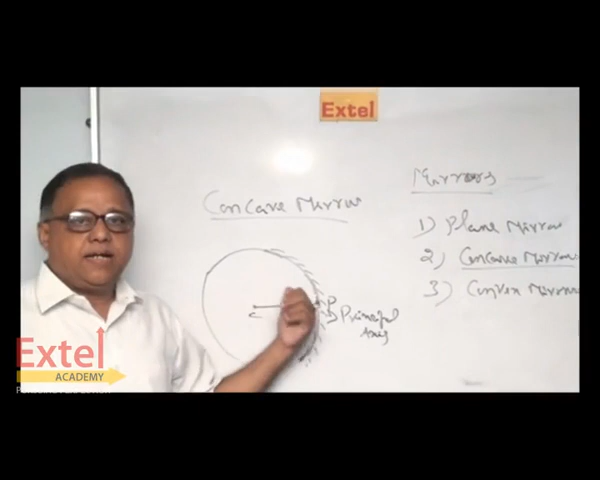 Extel
Mirrors
Concave Mirror
1) Plane Mirror
2) Concave Mirror
3) Convex Mirror
P
C
Principal
Axis
Extel
ACADEMY